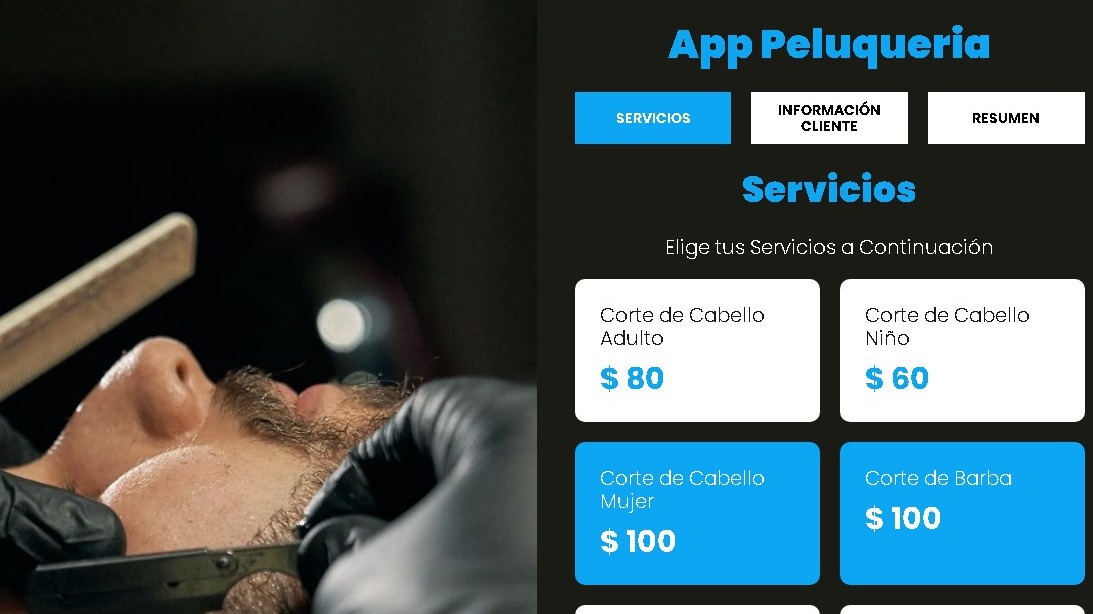 App Peluqueria
SERVICIOS
INFORMACIÓN
CLIENTE
RESUMEN
Servicios
Elige tus Servicios a Continuación
Corte de Cabello
Adulto
$ 80
Corte de Cabello
Niño
$ 60
Corte de Cabello
Mujer
$ 100
Corte de Barba
$ 100